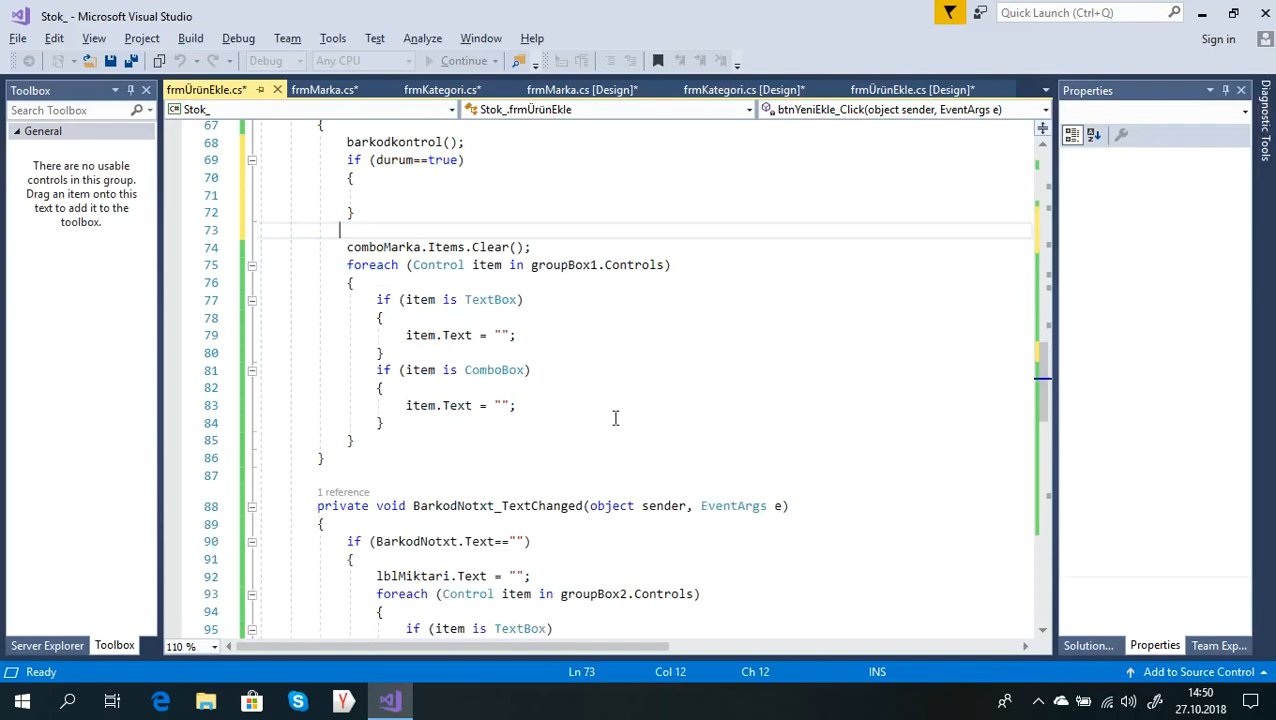 Stok_ - Microsoft Visual Studio
Quick Launch (Ctrl+Q)
File Edit View Project Build Debug Team Tools Test Analyze Window Help
Sign in
Debug Any CPU Continue
Toolbox
frmÜrünEkle.cs* frmMarka.cs* frmKategori.cs* frmMarka.cs [Design]* frmKategori.cs [Design]* frmÜrünEkle.cs [Design]*
Properties
Search Toolbox
Stok_ Stok_.frmÜrünEkle btnYeniEkle_Click(object sender, EventArgs e)
General
There are no usable
controls in this group.
Drag an item onto this
text to add it to the
toolbox.
Diagnostic Tools
67 {
68 barkodkontrol();
69 if (durum==true)
70 {
71
72 }
73
74 comboMarka.Items.Clear();
75 foreach (Control item in groupBox1.Controls)
76 {
77 if (item is TextBox)
78 {
79 item.Text = "";
80 }
81 if (item is ComboBox)
82 {
83 item.Text = "";
84 }
85 }
86 }
87
1 reference
88 private void BarkodNotxt_TextChanged(object sender, EventArgs e)
89 {
90 if (BarkodNotxt.Text=="")
91 {
92 lblMiktari.Text = "";
93 foreach (Control item in groupBox2.Controls)
94 {
95 if (item is TextBox)
110 %
Server Explorer Toolbox
Solution... Properties Team Exp...
Ready Ln 73 Col 12 Ch 12 INS Add to Source Control
14:50
27.10.2018